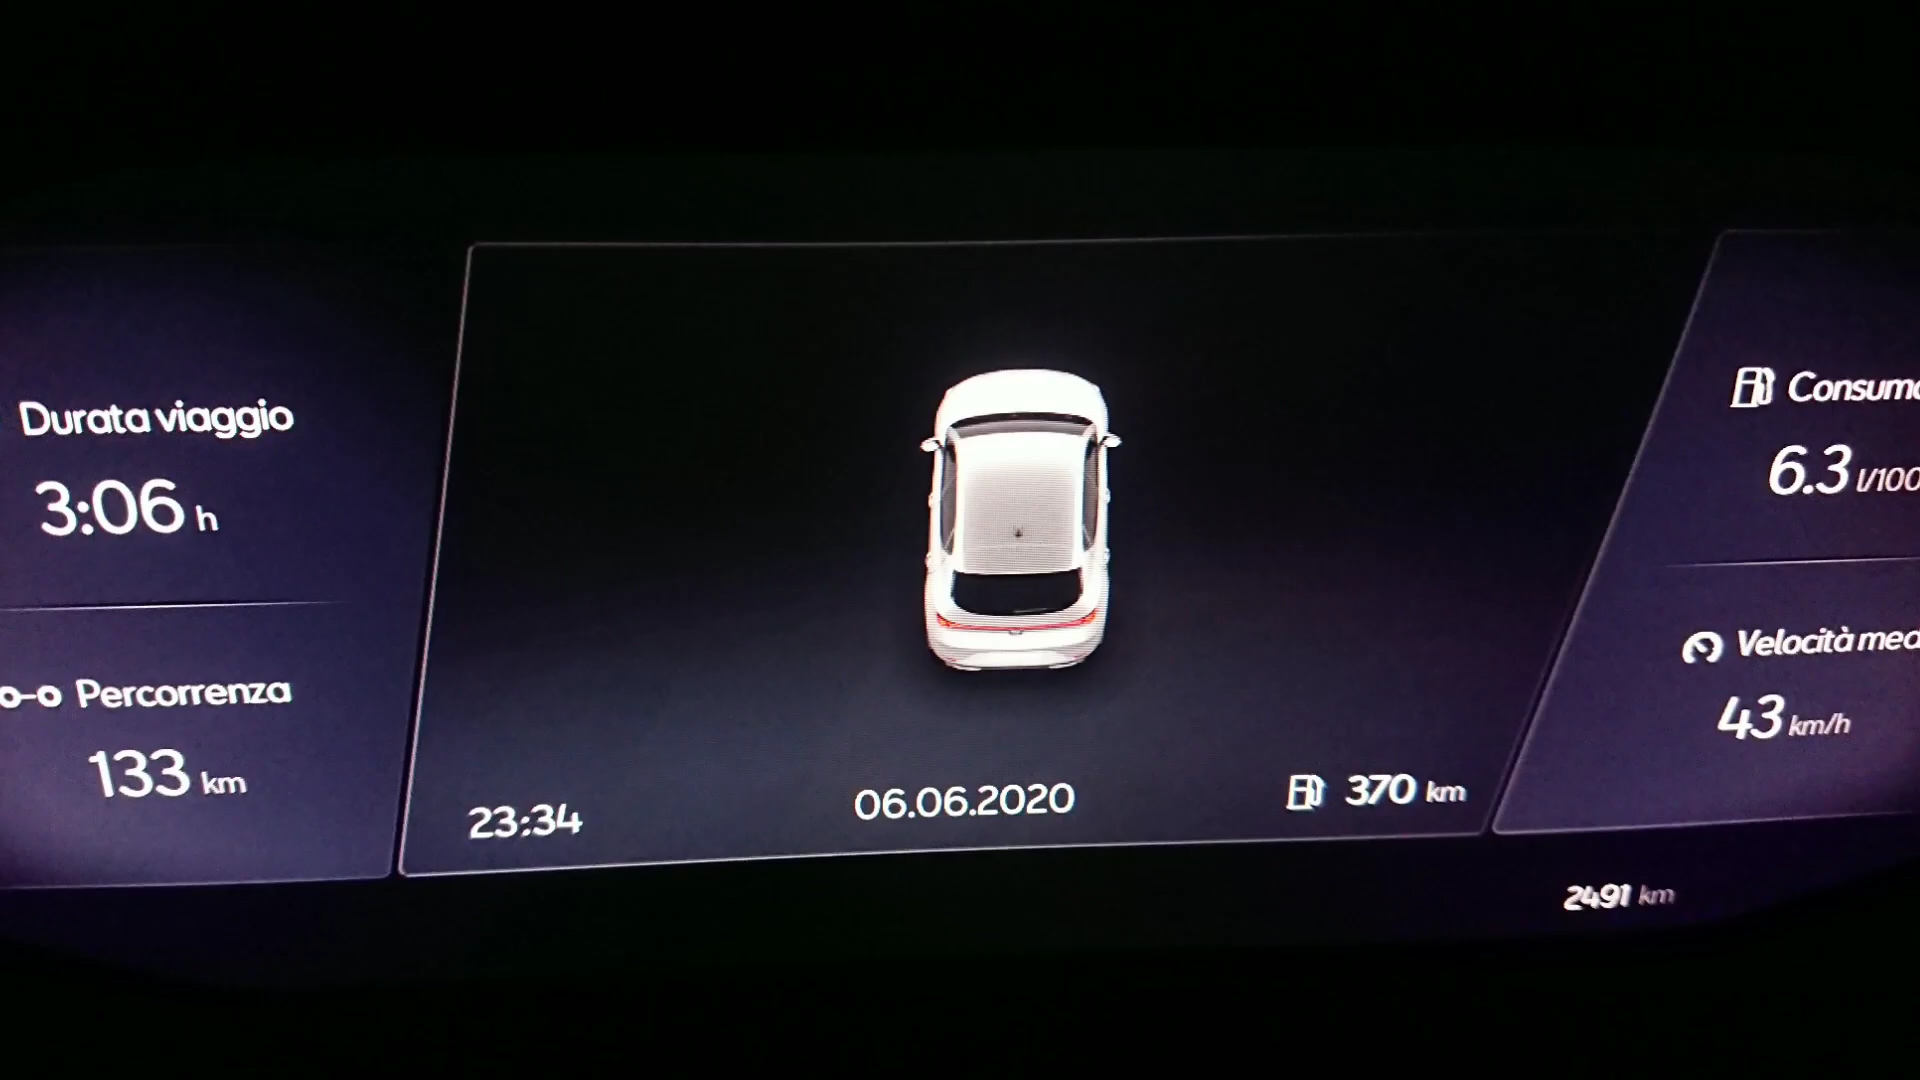 Durata viaggio
3:06 h
Percorrenza
133 km
23:34
06.06.2020
370 km
Consumo
6.3 l/100
Velocità med
43 km/h
2491 km